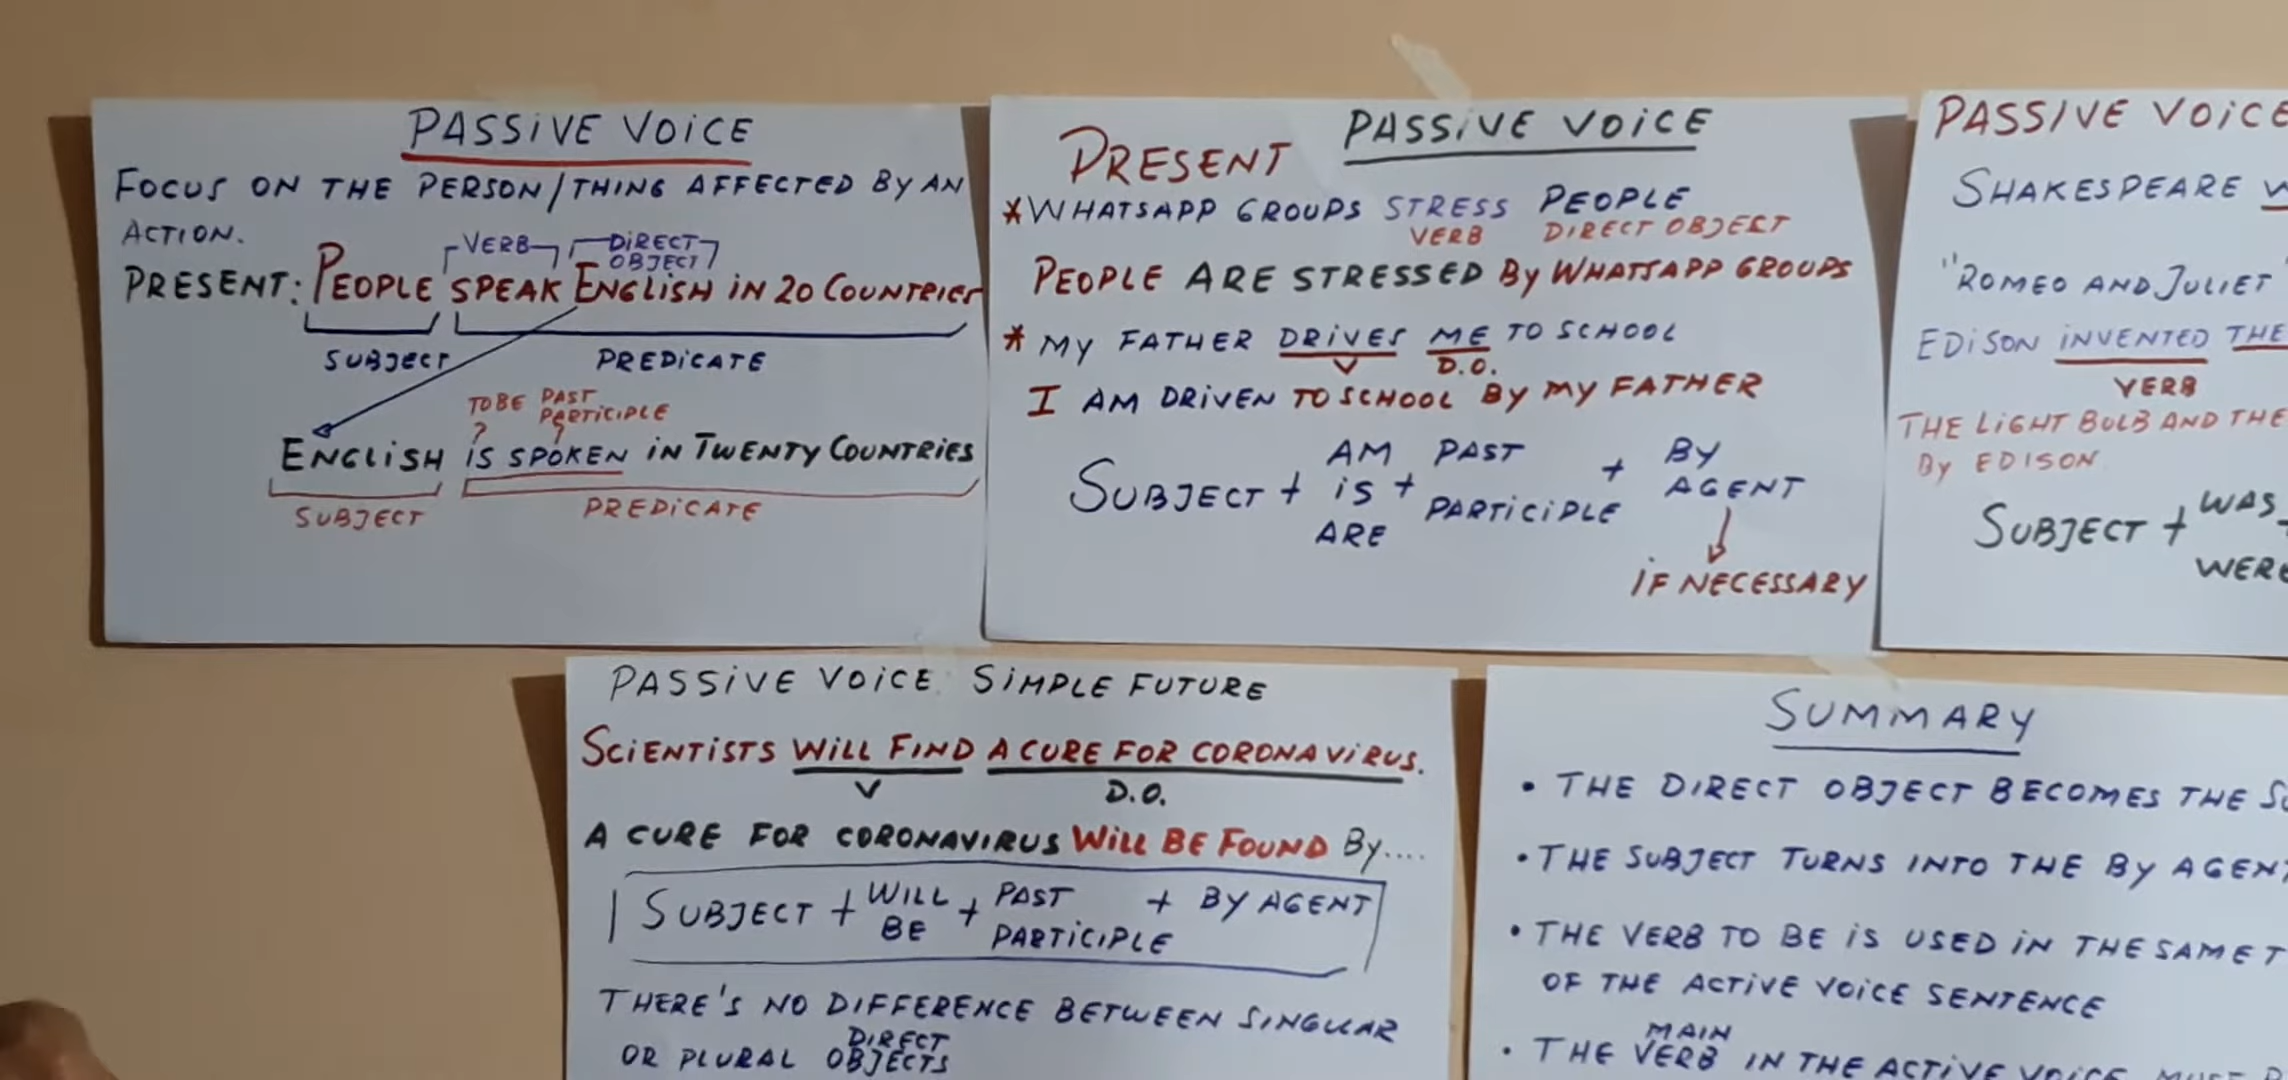 PASSIVE VOICE
FOCUS ON THE PERSON/THING AFFECTED BY AN
ACTION.
VERB DIRECT
OBJECT
PRESENT: PEOPLE SPEAK ENGLISH IN 20 COUNTRIES
SUBJECT PREDICATE
TO BE PAST
PARTICIPLE
ENGLISH IS SPOKEN IN TWENTY COUNTRIES
SUBJECT PREDICATE
PRESENT PASSIVE VOICE
*WHATSAPP GROUPS STRESS PEOPLE
VERB DIRECT OBJECT
PEOPLE ARE STRESSED BY WHATSAPP GROUPS
* MY FATHER DRIVES ME TO SCHOOL
V D.O.
I AM DRIVEN TO SCHOOL BY MY FATHER
SUBJECT + AM IS ARE + PAST PARTICIPLE + BY AGENT
IF NECESSARY
PASSIVE VOICE
SHAKESPEARE
"ROMEO AND JULIET"
EDISON INVENTED THE
VERB
THE LIGHT BULB AND THE
BY EDISON
SUBJECT + WAS
WERE
PASSIVE VOICE: SIMPLE FUTURE
SCIENTISTS WILL FIND A CURE FOR CORONAVIRUS.
V D.O.
A CURE FOR CORONAVIRUS WILL BE FOUND BY....
SUBJECT + WILL BE + PAST PARTICIPLE + BY AGENT
THERE'S NO DIFFERENCE BETWEEN SINGULAR
OR PLURAL DIRECT OBJECTS
SUMMARY
• THE DIRECT OBJECT BECOMES THE
• THE SUBJECT TURNS INTO THE BY AGENT
• THE VERB TO BE IS USED IN THE SAME T
OF THE ACTIVE VOICE SENTENCE
• THE MAIN VERB IN THE ACTIVE VOICE